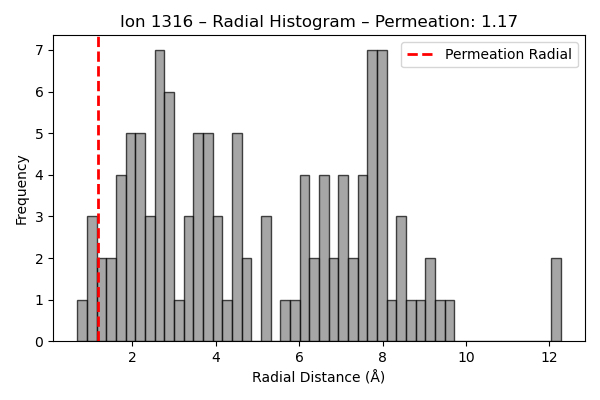 Ion 1316 – Radial Histogram – Permeation: 1.17
Permeation Radial
Frequency
7
6
5
4
3
2
1
0
2 4 6 8 10 12
Radial Distance (Å)